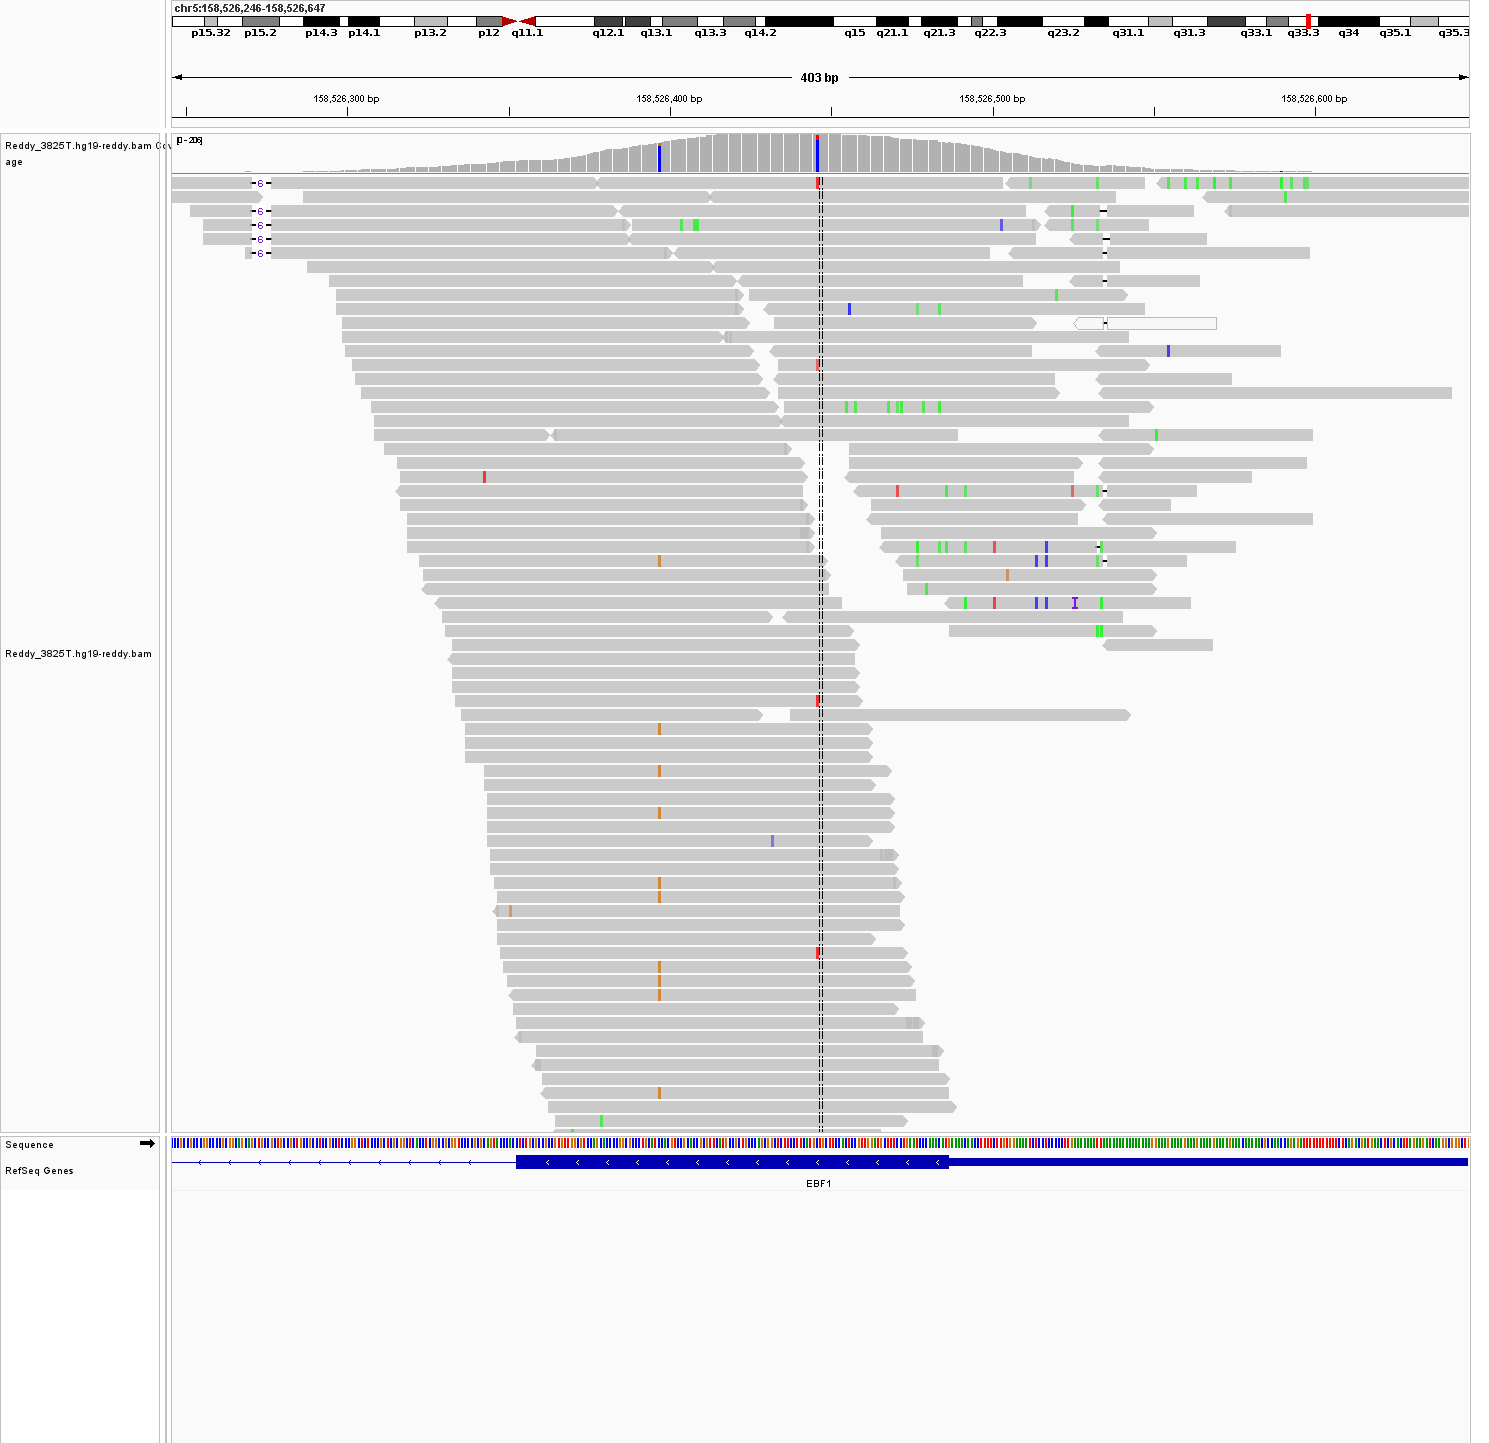 chr5:158,526,246-158,526,647
p15.32 p15.2 p14.3 p14.1 p13.2 p12 q11.1 q12.1 q13.1 q13.3 q14.2 q15 q21.1 q21.3 q22.3 q23.2 q31.1 q31.3 q33.1 q33.3 q34 q35.1 q35.3
403 bp
158,526,300 bp 158,526,400 bp 158,526,500 bp 158,526,600 bp
[0 - 206]
Reddy_3825T.hg19-reddy.bam Cov
age
6
6
6
6
6
Reddy_3825T.hg19-reddy.bam
Sequence
RefSeq Genes
EBF1